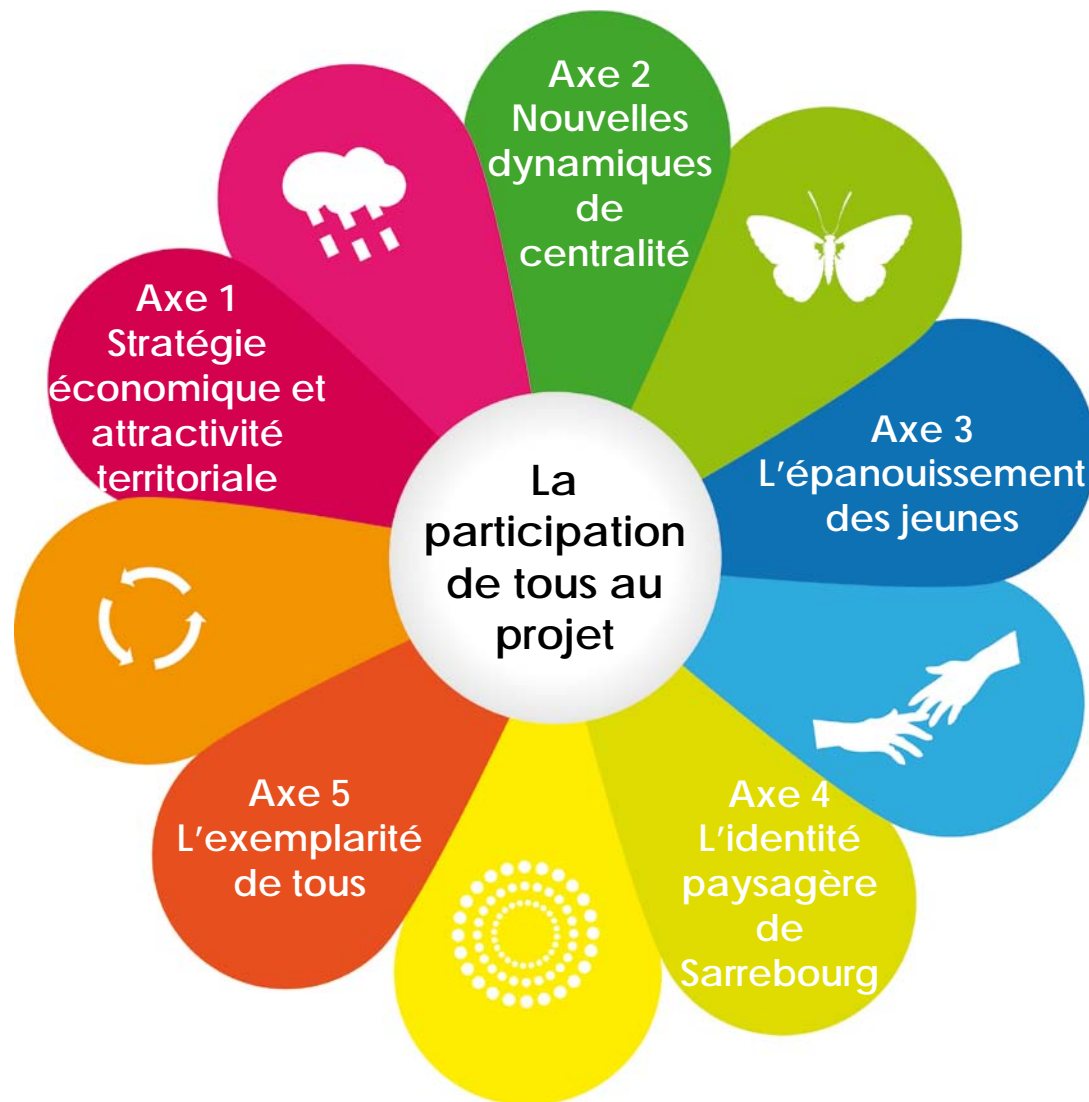 Axe 1
Stratégie
économique et
attractivité
territoriale
Axe 2
Nouvelles
dynamiques
de
centralité
Axe 3
L'épanouissement
des jeunes
Axe 4
L'identité
paysagère
de
Sarrebourg
Axe 5
L'exemplarité
de tous
La
participation
de tous au
projet